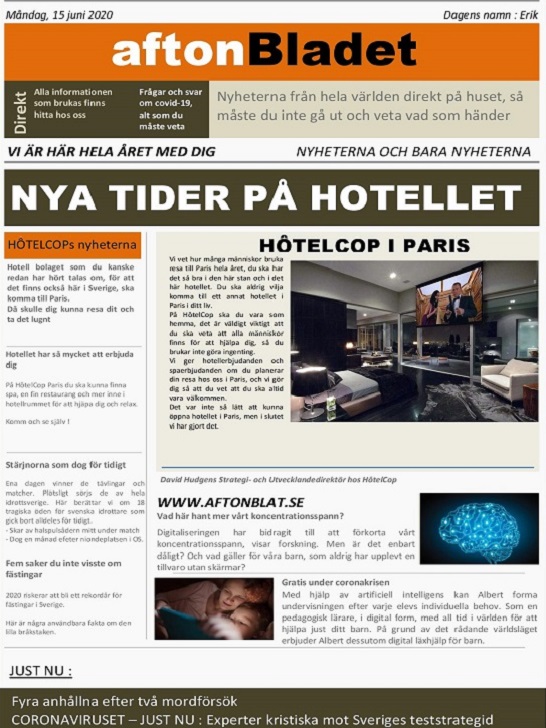 Måndag, 15 juni 2020
Dagens namn : Erik
aftonBladet
Direkt
Alla informationen
som brukas finns
hitta hos oss
Frågar och svar
om covid-19,
alt som du
måste veta
Nyheterna från hela världen direkt på huset, så
måste du inte gå ut och veta vad som händer
VI ÄR HÄR HELA ÅRET MED DIG
NYHETERNA OCH BARA NYHETERNA
NYA TIDER PÅ HOTELLET
HÔTELCOPs nyheterna
Hotell bolaget som du kanske
redan har hört talas om, för att
det finns också här i Sverige, ska
komma till Paris.
Då skulle dig kunna resa dit och
ta det lugnt
Hotellet har så mycket att erbjuda
dig
På HôtelCop Paris du ska kunna finna
spa, en fin restaurang och mer inne i
hotellrummet för att hjäpa dig och relax.
Komm och se själv !
Stärjnorna som dog för tidigt
Ena dagen vinner de tävlingar och
matcher. Plötsligt sörjs de av hela
idrottsverige. Här berättar vi om 18
tragiska öden för svenska idrottare som
gick bort alldeles för tidigt.
- Skar av halspulsådern mitt under match
- Dog en månad efter niondeplatsen i OS.
Fem saker du inte visste om
fästingar
2020 riskerar att bli ett rekordår för
fästingar i Sverige.
Här är några användbara fakta om den
lilla bråkstaken.
HÔTELCOP I PARIS
Vi vet hur många människor bruka
resa till Paris hela året, du ska har
det så bra i den här stan och i det
här hotellet. Du ska aldrig vilja
komma till ett annat hotellet i
Paris i ditt liv.
På HôtelCop ska du vara som
hemma, det är väldigt viktigt att
du ska veta att alla människor
finns för att hjälpa dig, så du
brukar inte göra ingenting.
Vi ger hotellerbjudanden och
spaerbjudanden om du planerar
din resa hos oss i Paris, och vi gör
dig så att du vet att du ska altid
vara välkommen.
Det var inte så lätt att kunna
öppna hotellet i Paris, men i slutet
vi har gjort det.
David Hudgens Strategi- och Utvecklandedirektör hos HôtelCop
WWW.AFTONBLAT.SE
Vad här hant mer vårt koncentrationsspann?
Digitaliseringen har bidragit till att förkorta vårt
koncentrationsspann, visar forskning. Men är det enbart
dåligt? Och vad gäller för våra barn, som aldrig har upplevt en
tillvaro utan skärmar?
Gratis under coronakrisen
Med hjälp av artificiell intelligens kan Albert forma
undervisningen efter varje elevs individuella behov. Som en
pedagogisk lärare, i digital form, med all tid i världen för att
hjälpa just ditt barn. På grund av det rådande världsläget
erbjuder Albert dessutom digital läxhjälp för barn.
JUST NU :
Fyra anhållna efter två mordförsök
CORONAVIRUSET – JUST NU : Experter kristiska mot Sveriges teststrategid